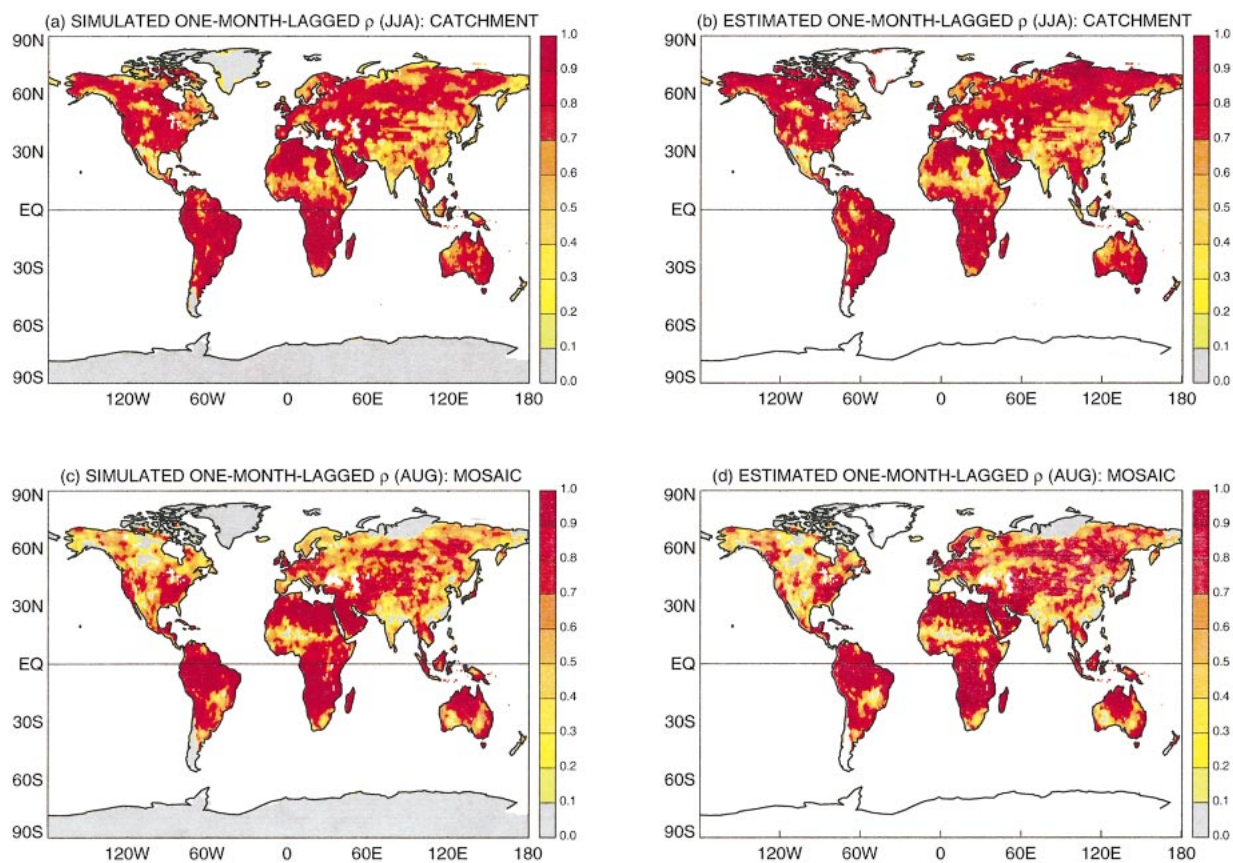 (a) SIMULATED ONE-MONTH-LAGGED ρ (JJA): CATCHMENT
90N
60N
30N
EQ
30S
60S
90S
120W 60W 0 60E 120E 180
1.0
0.9
0.8
0.7
0.6
0.5
0.4
0.3
0.2
0.1
0.0
(b) ESTIMATED ONE-MONTH-LAGGED ρ (JJA): CATCHMENT
90N
60N
30N
EQ
30S
60S
90S
120W 60W 0 60E 120E 180
1.0
0.9
0.8
0.7
0.6
0.5
0.4
0.3
0.2
0.1
0.0
(c) SIMULATED ONE-MONTH-LAGGED ρ (AUG): MOSAIC
90N
60N
30N
EQ
30S
60S
90S
120W 60W 0 60E 120E 180
1.0
0.9
0.8
0.7
0.6
0.5
0.4
0.3
0.2
0.1
0.0
(d) ESTIMATED ONE-MONTH-LAGGED ρ (AUG): MOSAIC
90N
60N
30N
EQ
30S
60S
90S
120W 60W 0 60E 120E 180
1.0
0.9
0.8
0.7
0.6
0.5
0.4
0.3
0.2
0.1
0.0